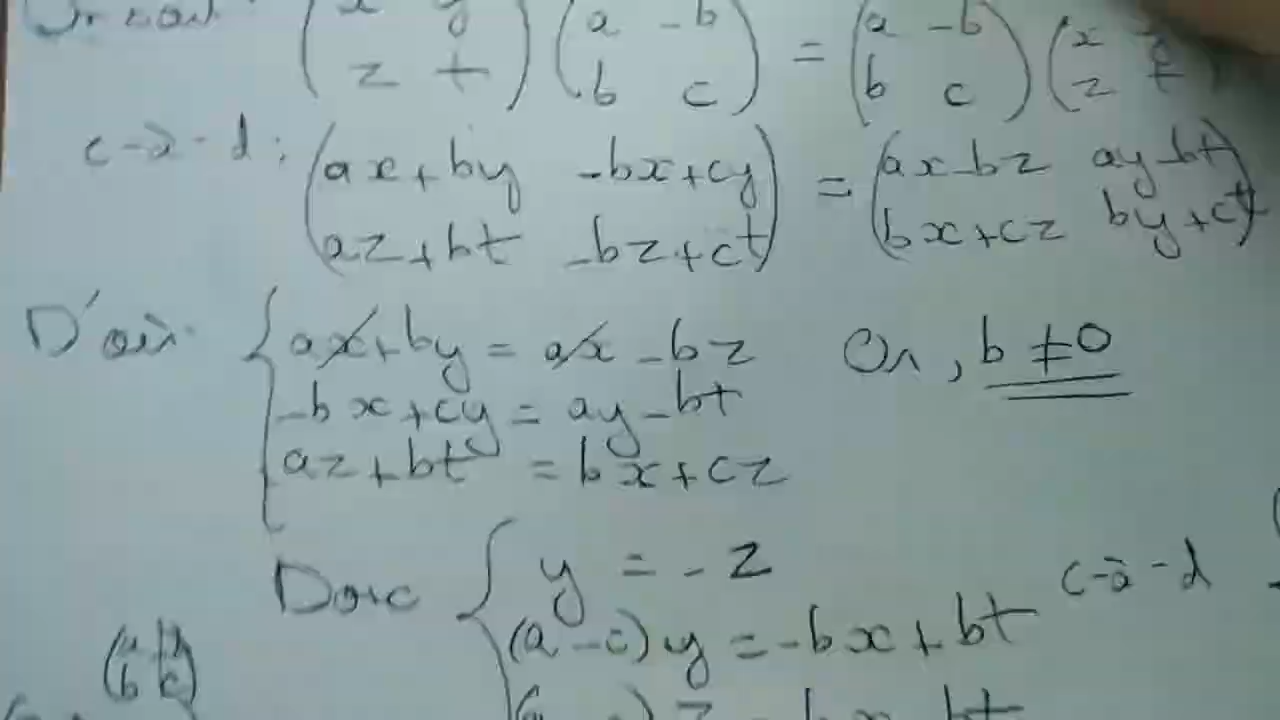 (x y) (a -b) = (a -b) (x y)
(z t) (b c) (b c) (z t)
c-à-d: (ax+by -bx+cy) = (ax-bz ay-bt)
(az+bt -bz+ct) (bx+cz by+ct)
D'où {ax+by = ax-bz Or, b≠0
-bx+cy = ay-bt
az+bt = bx+cz
Donc {y = -z c-à-d
(a-c)y = -bx+bt
(a b)
(b c)